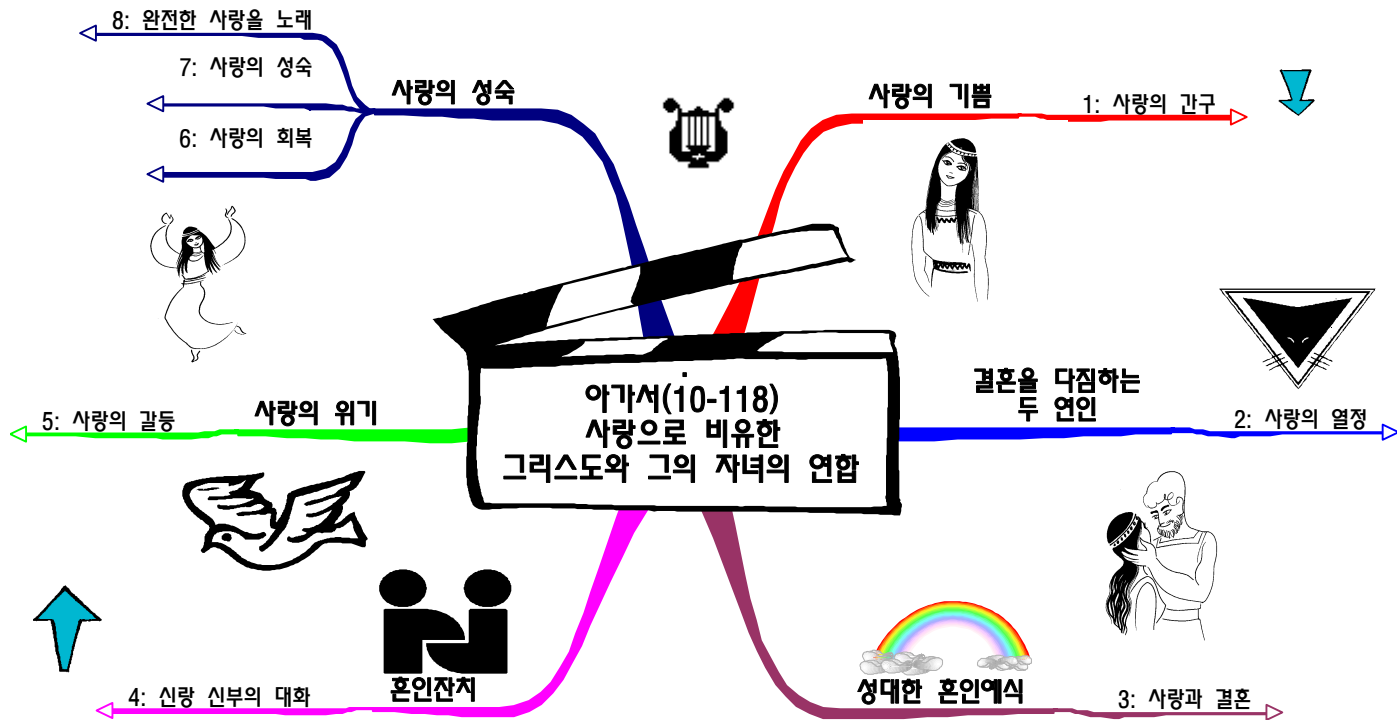 아가서(10-118)
사랑으로 비유한
그리스도와 그의 자녀의 연합
사랑의 기쁨
1: 사랑의 간구
결혼을 다짐하는
두 연인
2: 사랑의 열정
성대한 혼인예식
3: 사랑과 결혼
혼인잔치
4: 신랑 신부의 대화
사랑의 위기
5: 사랑의 갈등
사랑의 성숙
6: 사랑의 회복
7: 사랑의 성숙
8: 완전한 사랑을 노래